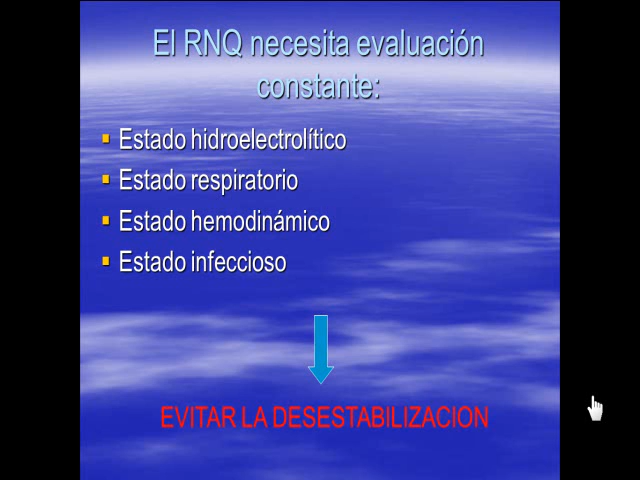 El RNQ necesita evaluación
constante:
Estado hidroelectrolítico
Estado respiratorio
Estado hemodinámico
Estado infeccioso
EVITAR LA DESESTABILIZACION